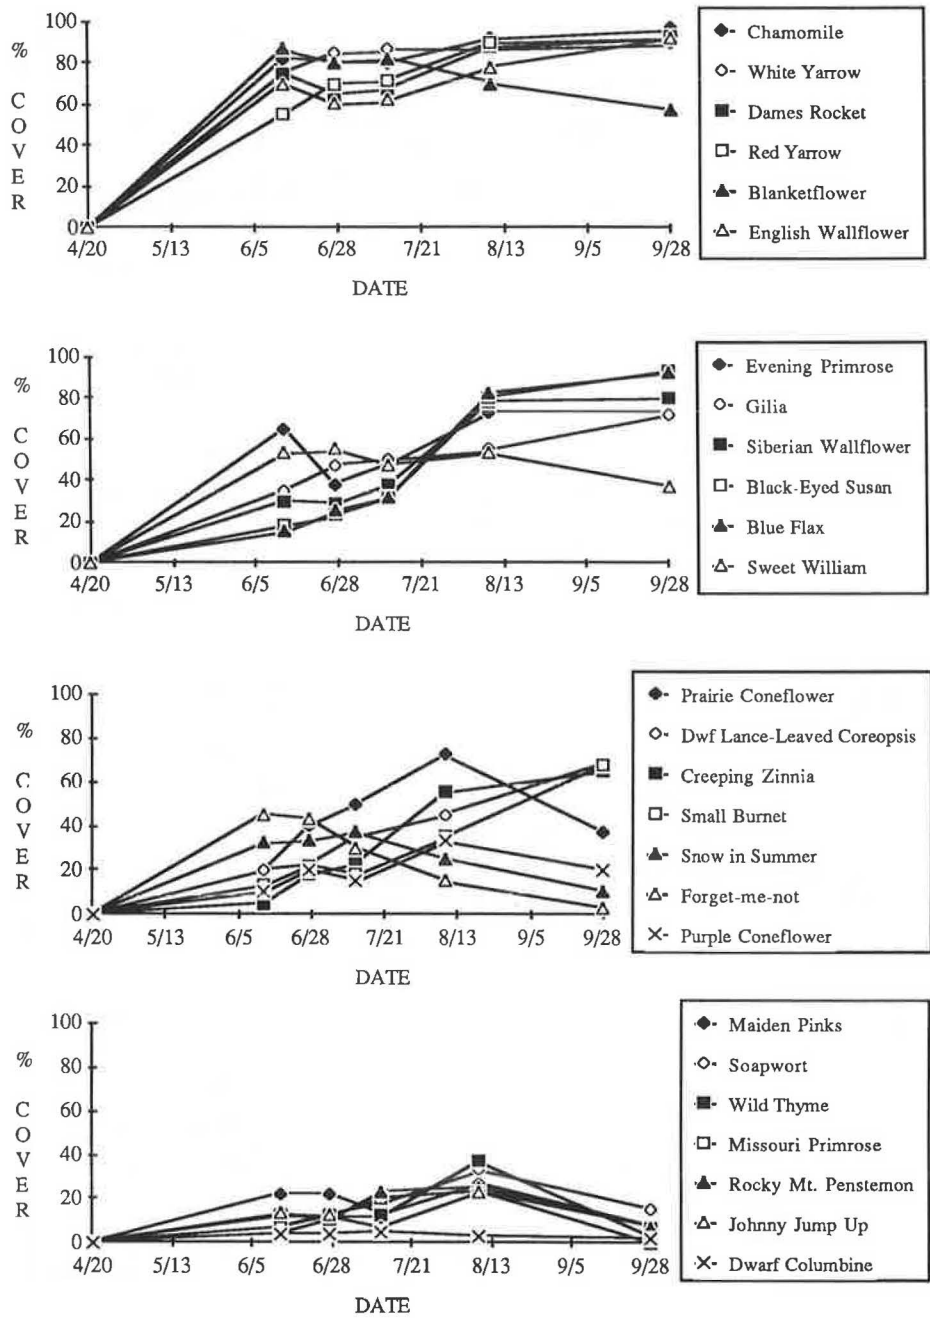 %
COVER
100
80
60
40
20
0
4/20 5/13 6/5 6/28 7/21 8/13 9/5 9/28
DATE
Chamomile
White Yarrow
Dames Rocket
Red Yarrow
Blanketflower
English Wallflower
%
COVER
100
80
60
40
20
0
4/20 5/13 6/5 6/28 7/21 8/13 9/5 9/28
DATE
Evening Primrose
Gilia
Siberian Wallflower
Black-Eyed Susan
Blue Flax
Sweet William
%
COVER
100
80
60
40
20
0
4/20 5/13 6/5 6/28 7/21 8/13 9/5 9/28
DATE
Prairie Coneflower
Dwf Lance-Leaved Coreopsis
Creeping Zinnia
Small Burnet
Snow in Summer
Forget-me-not
Purple Coneflower
%
COVER
100
80
60
40
20
0
4/20 5/13 6/5 6/28 7/21 8/13 9/5 9/28
DATE
Maiden Pinks
Soapwort
Wild Thyme
Missouri Primrose
Rocky Mt. Penstemon
Johnny Jump Up
Dwarf Columbine